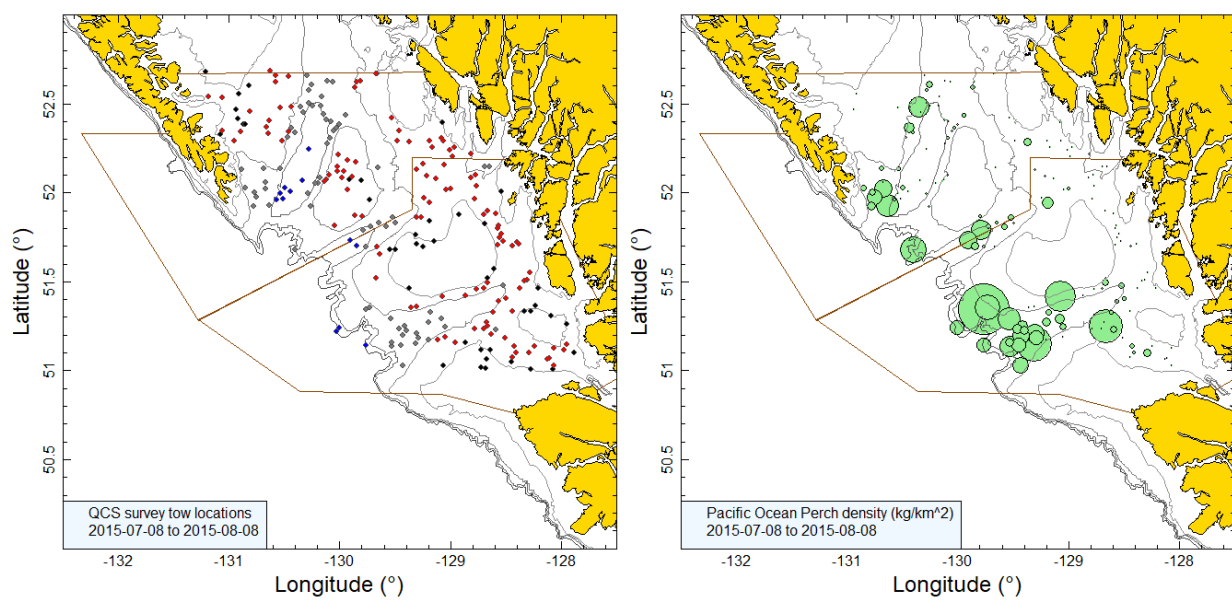 52.5
52
51.5
51
50.5
Latitude (°)
QCS survey tow locations
2015-07-08 to 2015-08-08
-132
-131
-130
-129
-128
Longitude (°)
52.5
52
51.5
51
50.5
Latitude (°)
Pacific Ocean Perch density (kg/km^2)
2015-07-08 to 2015-08-08
-132
-131
-130
-129
-128
Longitude (°)